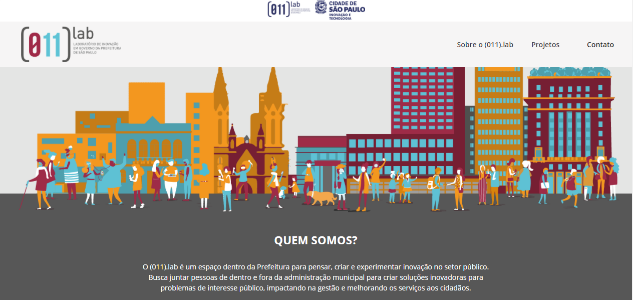 (011) lab
CIDADE DE
SÃO PAULO
INOVAÇÃO E
TECNOLOGIA
(011) lab
LABORATÓRIO DE INOVAÇÃO
EM GOVERNO DA PREFEITURA
DE SÃO PAULO
Sobre o (011).lab Projetos Contato
QUEM SOMOS?
O (011).lab é um espaço dentro da Prefeitura para pensar, criar e experimentar inovação no setor público.
Busca juntar pessoas de dentro e fora da administração municipal para criar soluções inovadoras para
problemas de interesse público, impactando na gestão e melhorando os serviços aos cidadãos.